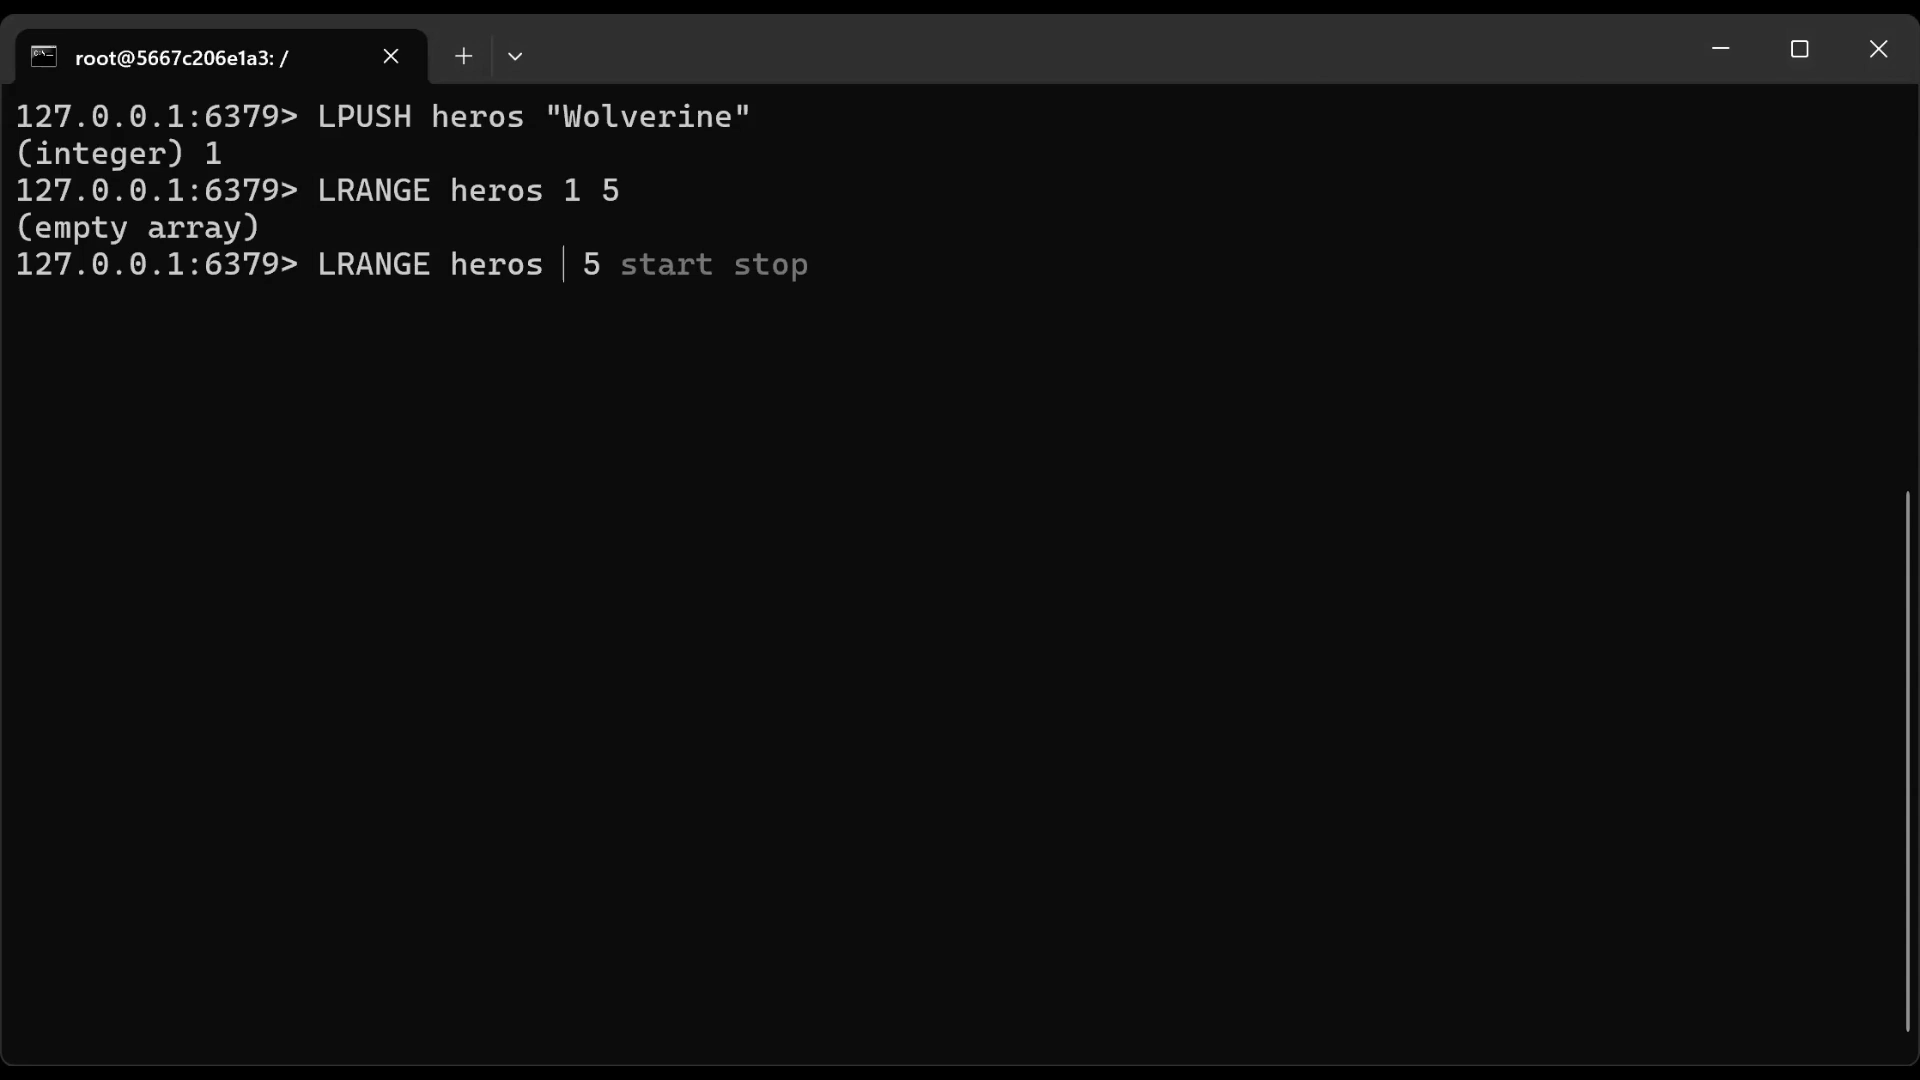 root@5667c206e1a3: /
127.0.0.1:6379> LPUSH heros "Wolverine"
(integer) 1
127.0.0.1:6379> LRANGE heros 1 5
(empty array)
127.0.0.1:6379> LRANGE heros  5 start stop